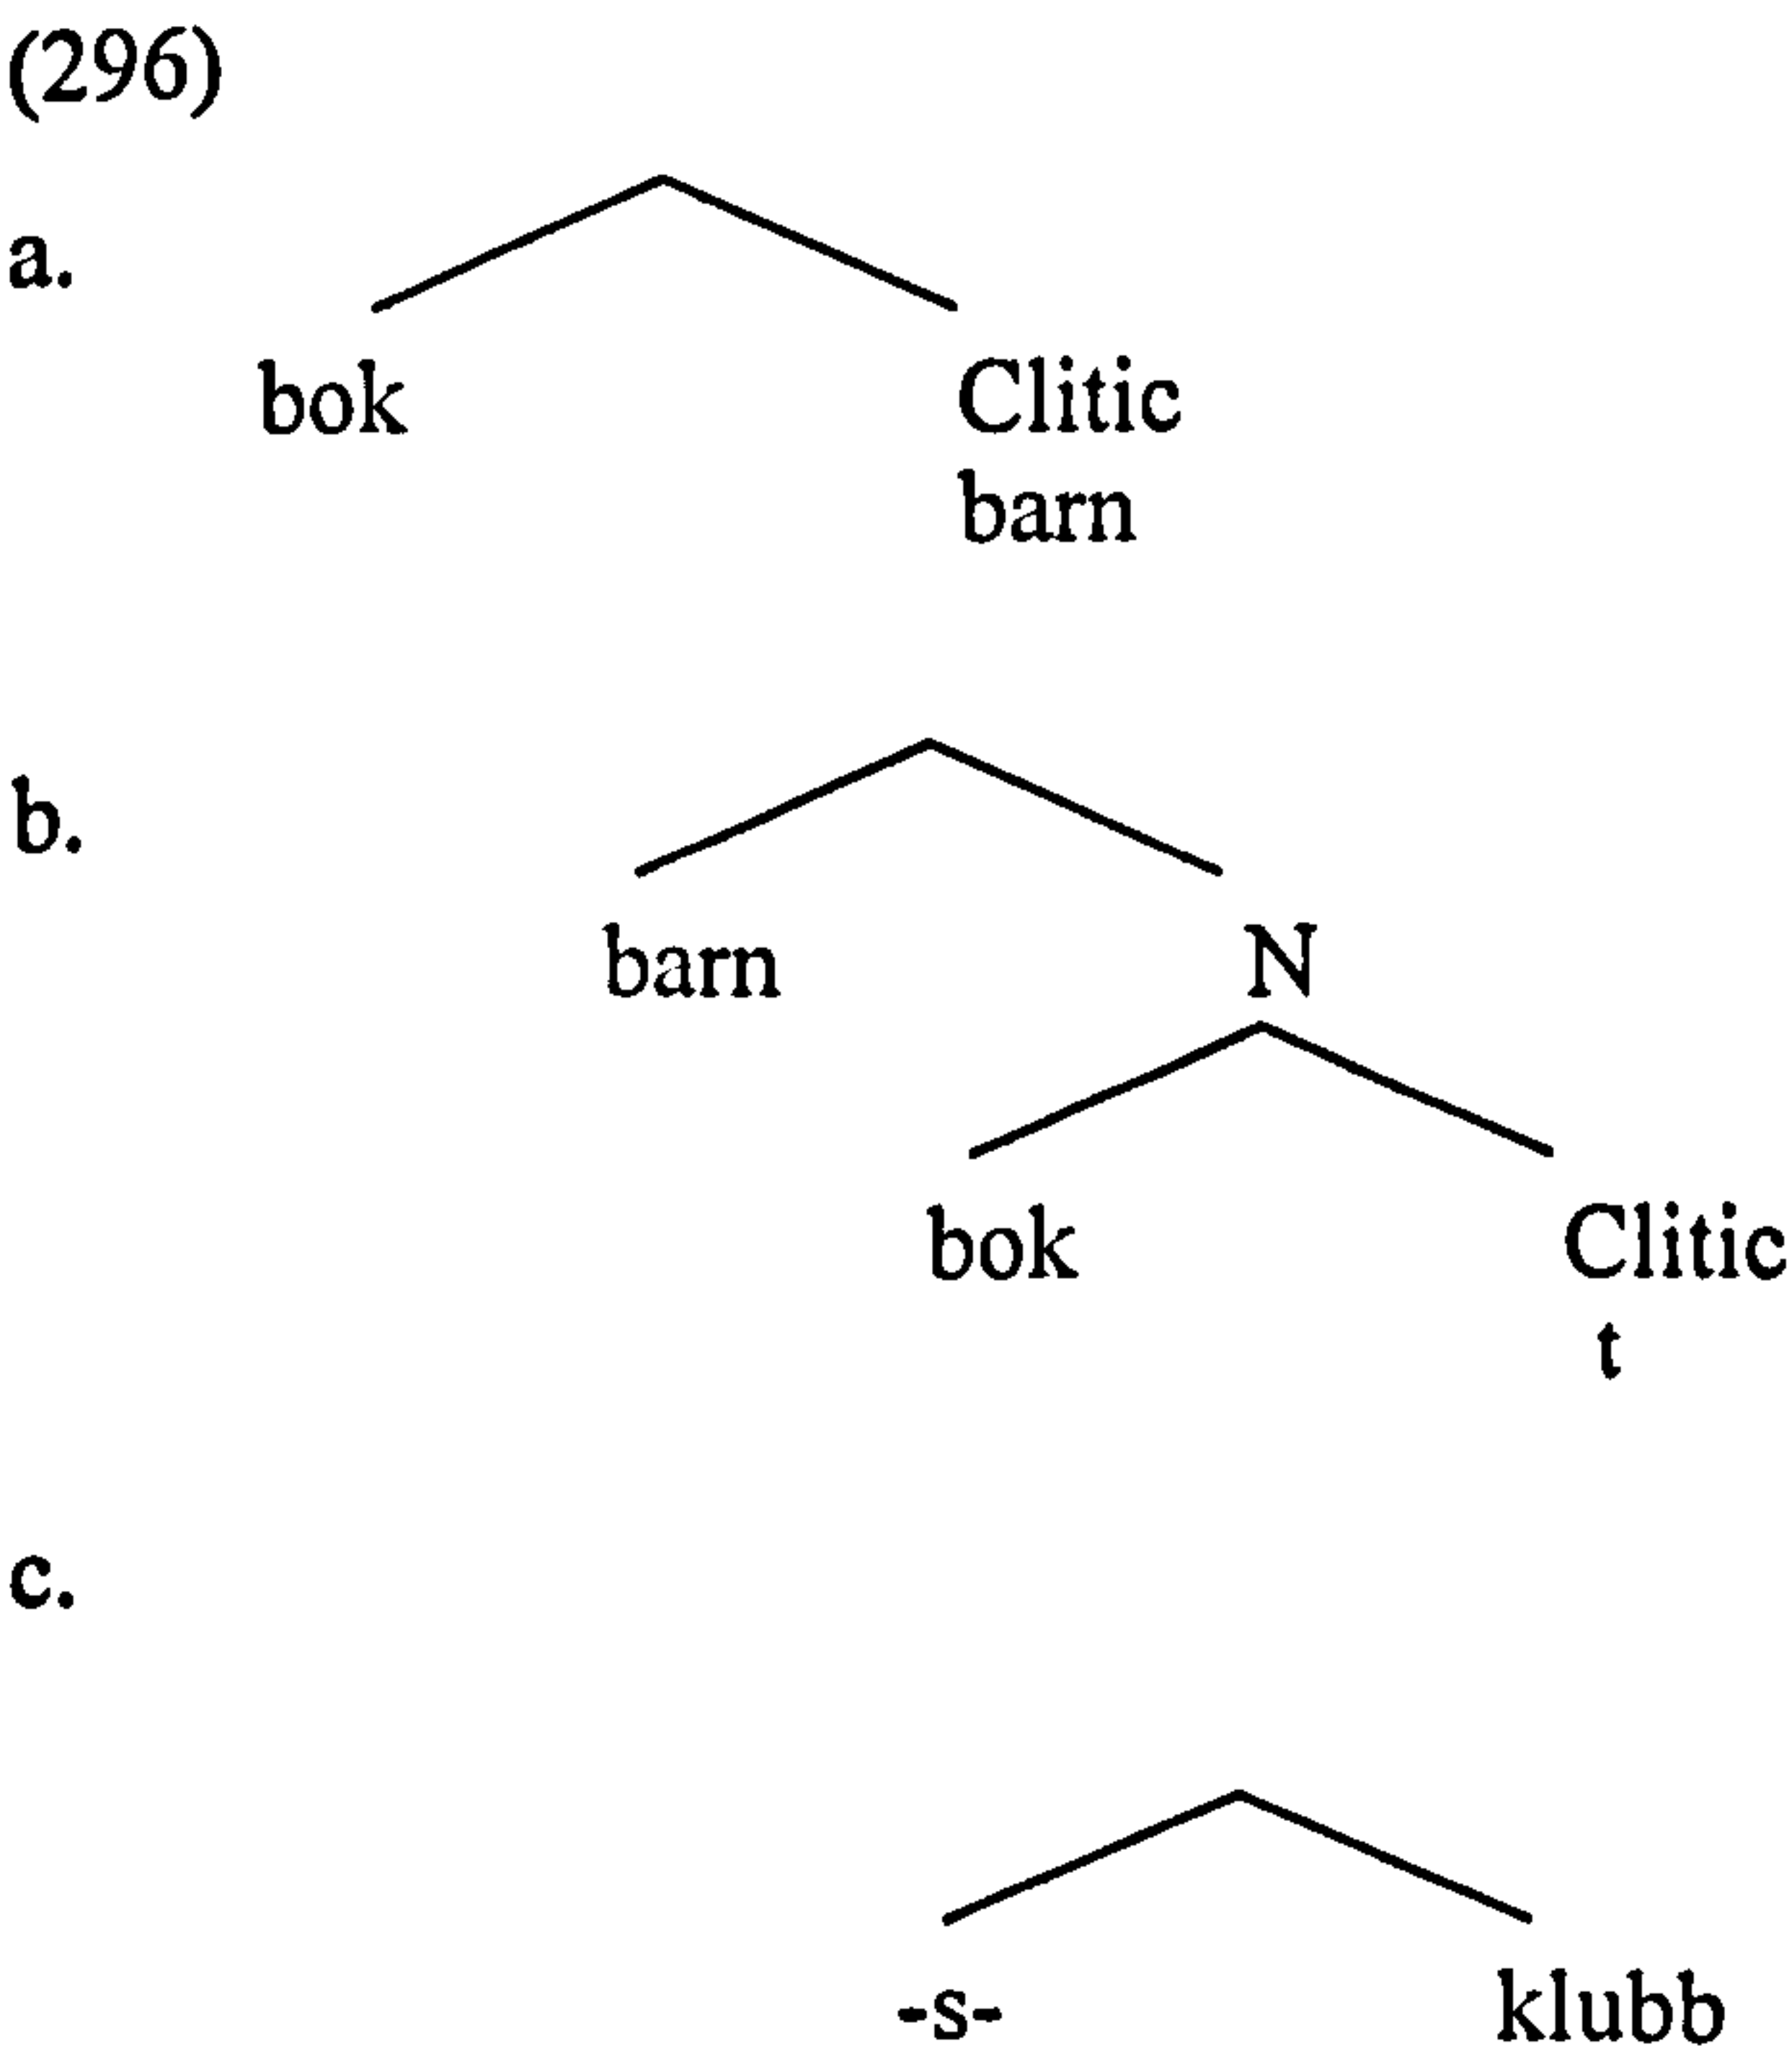 (296)
a.
bok Clitic
barn
b.
barn N
bok Clitic
t
c.
-s- klubb